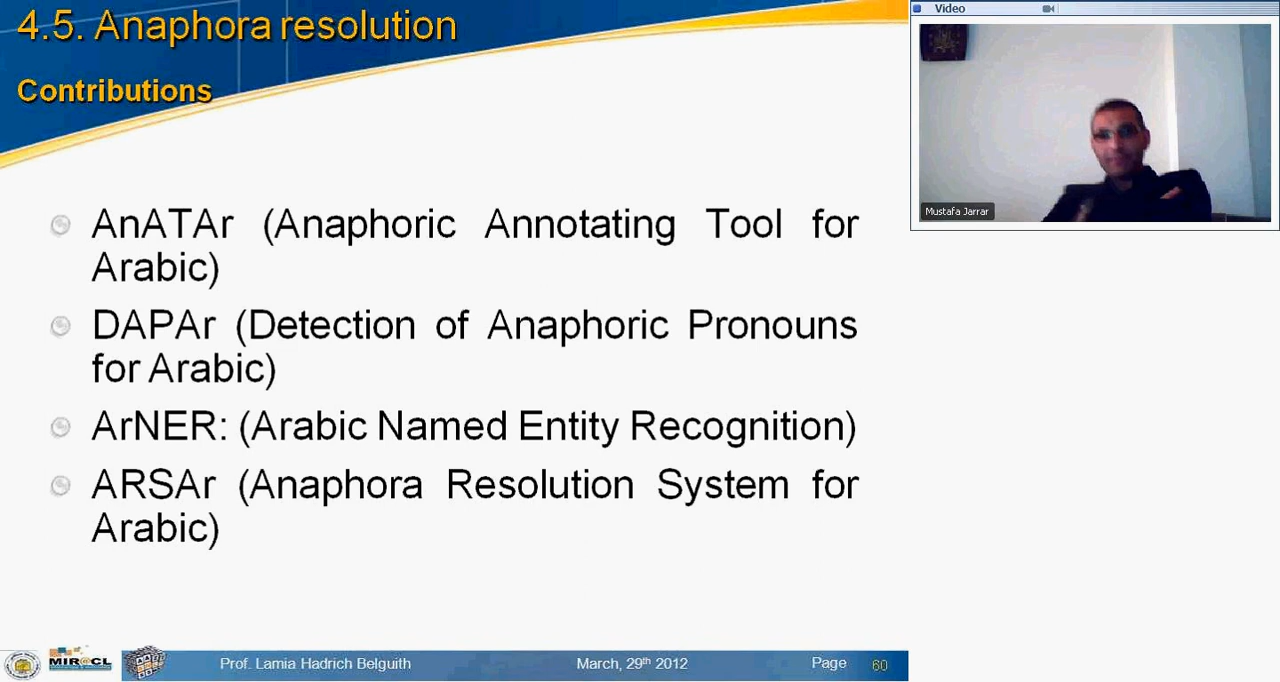 4.5. Anaphora resolution
Contributions
AnATAr (Anaphoric Annotating Tool for
Arabic)
DAPAr (Detection of Anaphoric Pronouns
for Arabic)
ArNER: (Arabic Named Entity Recognition)
ARSAr (Anaphora Resolution System for
Arabic)
MIR@CL
Prof. Lamia Hadrich Belguith
March, 29th 2012
Page 60
Video
Mustafa Jarrar